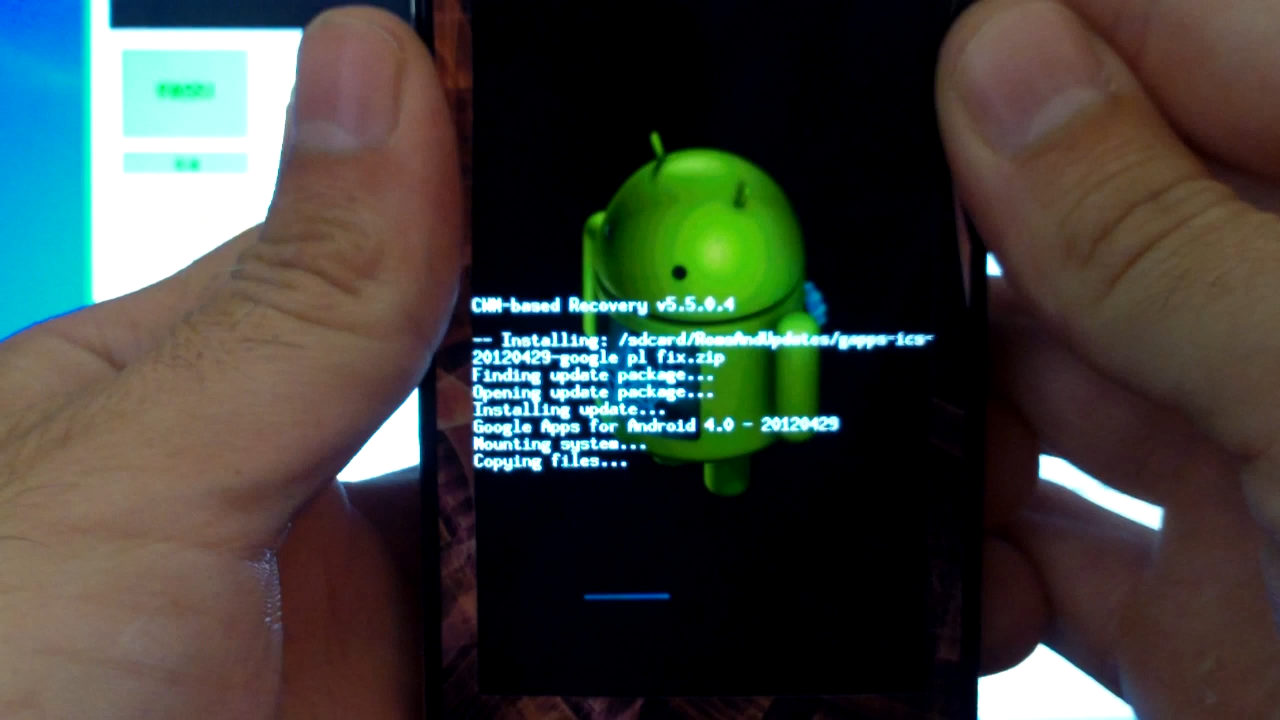 CWM-based Recovery v5.5.0.4
-- Installing: /sdcard/RomsAndUpdates/gapps-ics-
20120429-google pl fix.zip
Finding update package...
Opening update package...
Installing update...
Google Apps for Android 4.0 - 20120429
Mounting system...
Copying files...